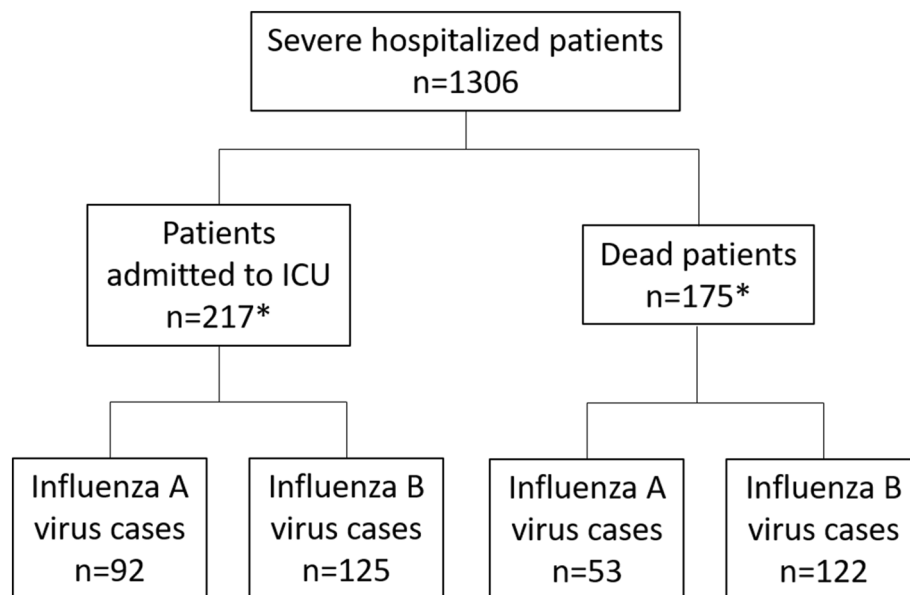 Severe hospitalized patients
n=1306
Patients
admitted to ICU
n=217*
Dead patients
n=175*
Influenza A
virus cases
n=92
Influenza B
virus cases
n=125
Influenza A
virus cases
n=53
Influenza B
virus cases
n=122